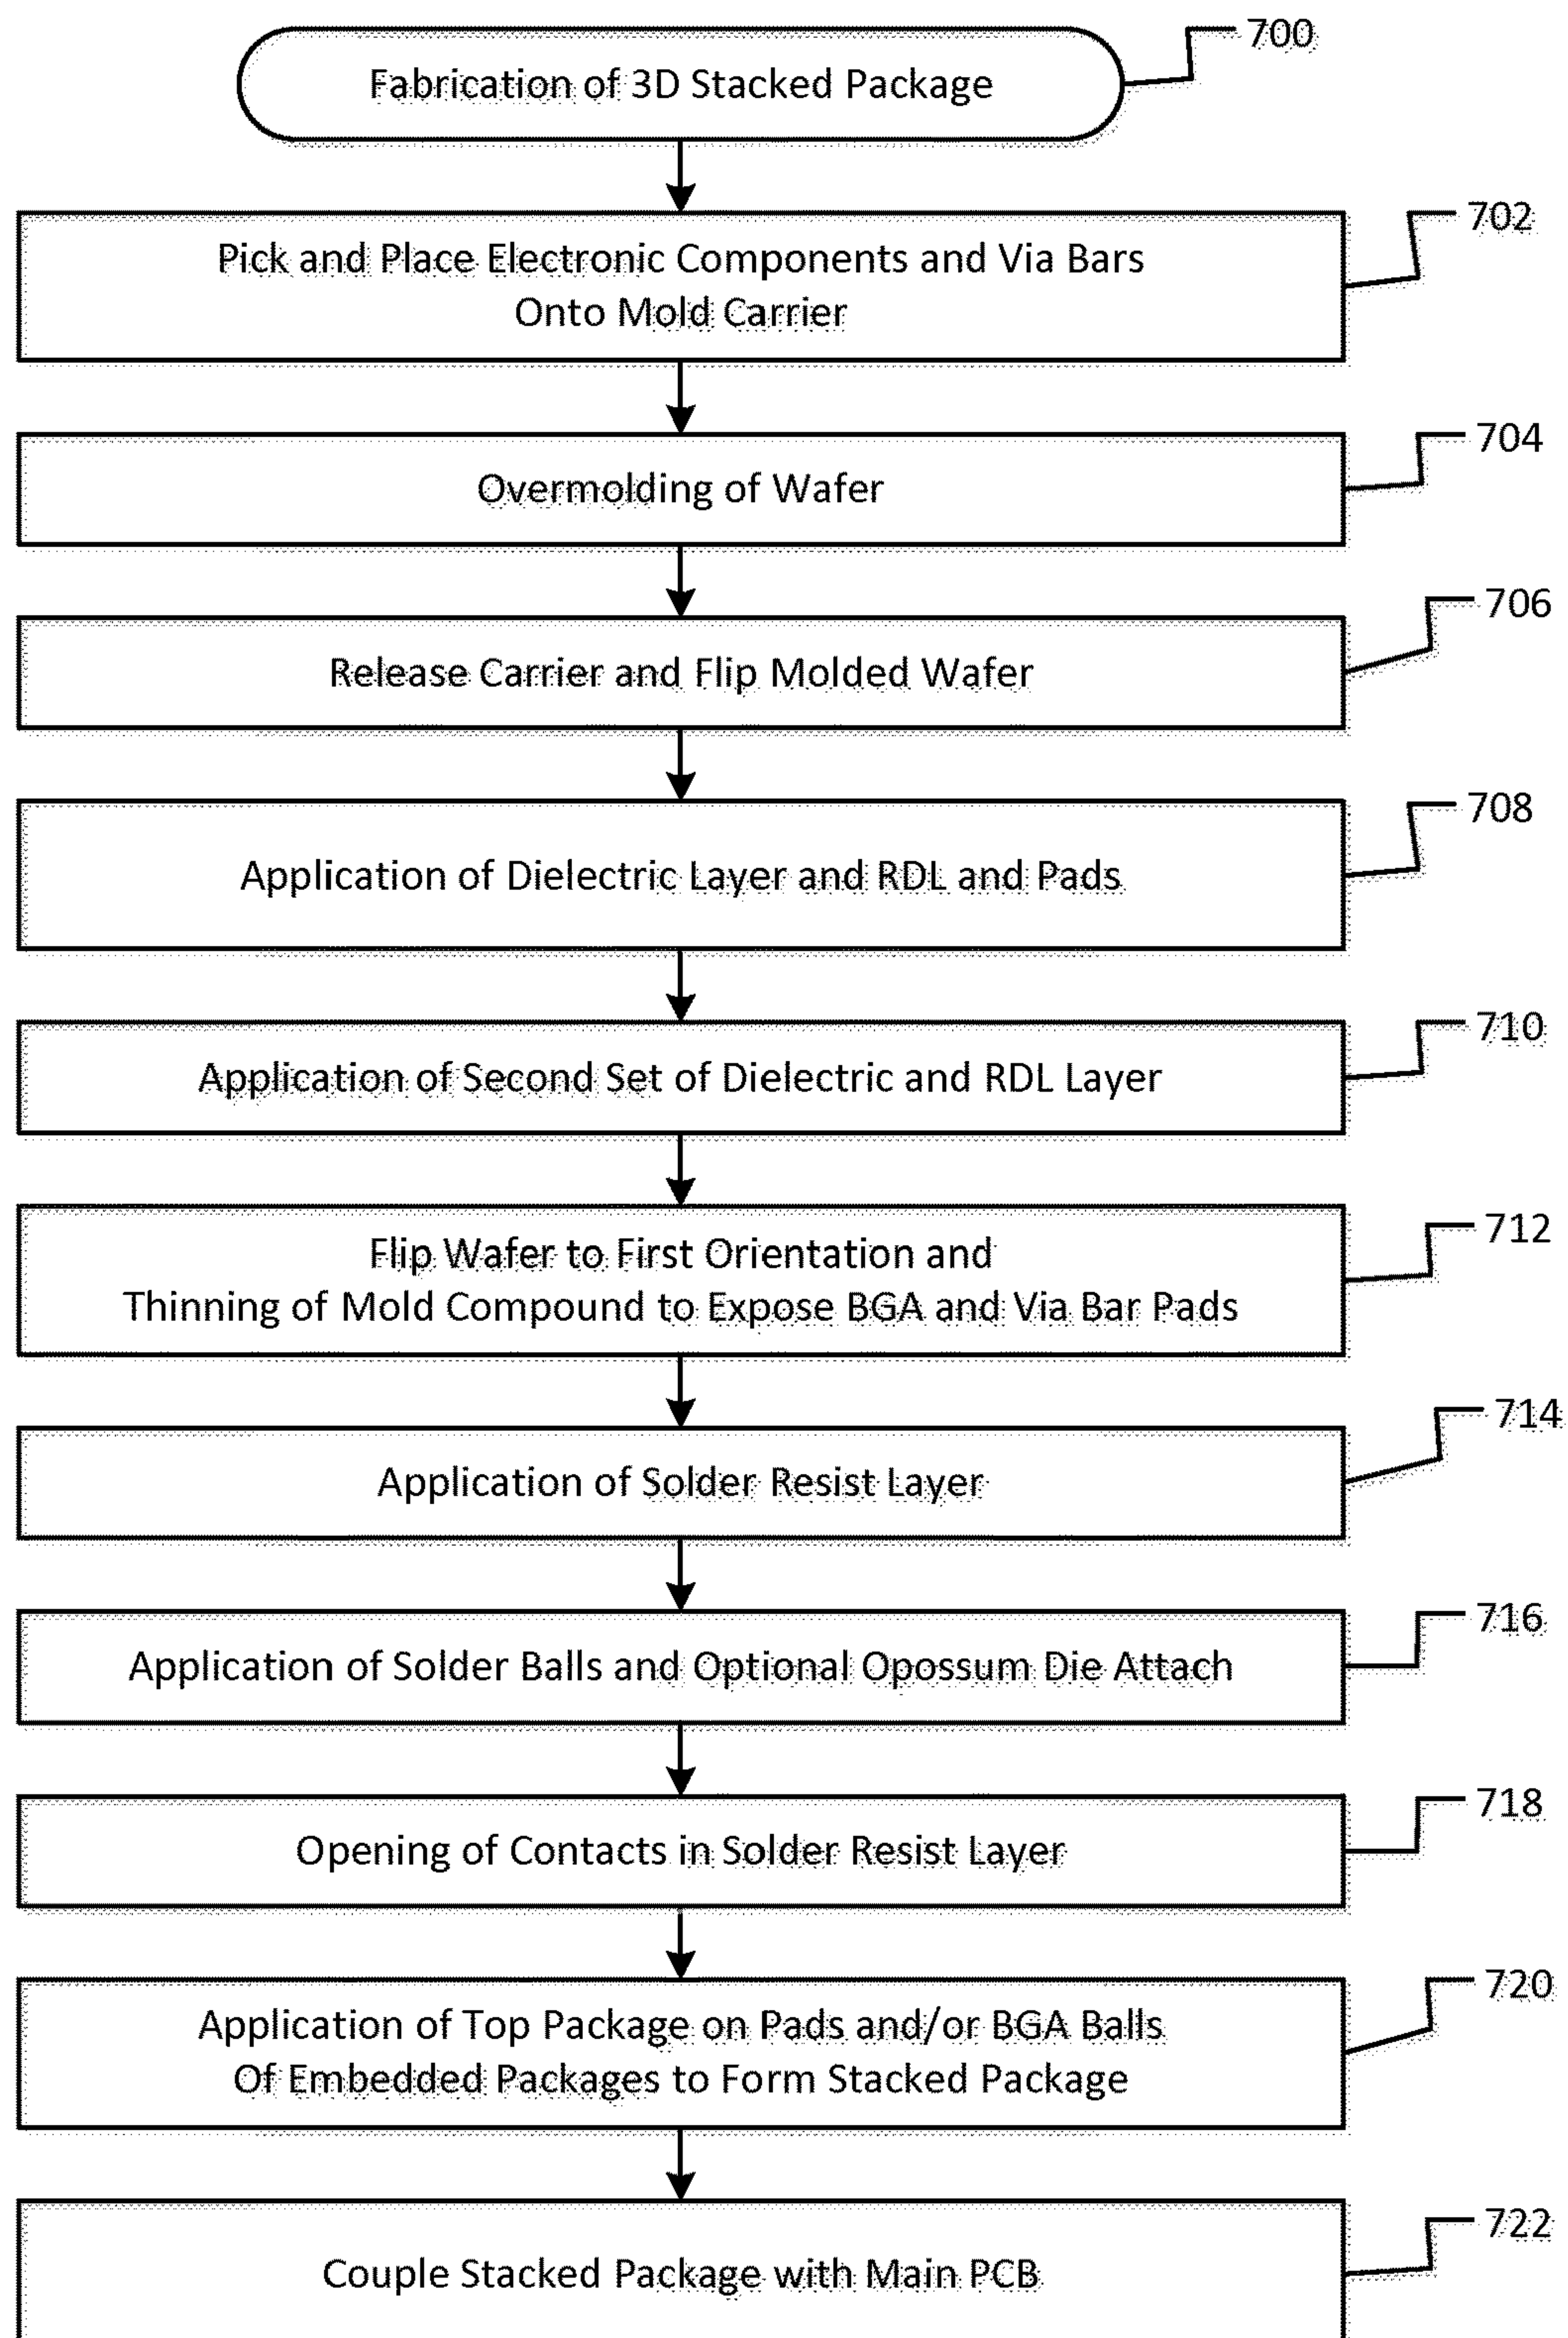 Fabrication of 3D Stacked Package
700
Pick and Place Electronic Components and Via Bars
Onto Mold Carrier
702
Overmolding of Wafer
704
Release Carrier and Flip Molded Wafer
706
Application of Dielectric Layer and RDL and Pads
708
Application of Second Set of Dielectric and RDL Layer
710
Flip Wafer to First Orientation and
Thinning of Mold Compound to Expose BGA and Via Bar Pads
712
Application of Solder Resist Layer
714
Application of Solder Balls and Optional Opossum Die Attach
716
Opening of Contacts in Solder Resist Layer
718
Application of Top Package on Pads and/or BGA Balls
Of Embedded Packages to Form Stacked Package
720
Couple Stacked Package with Main PCB
722